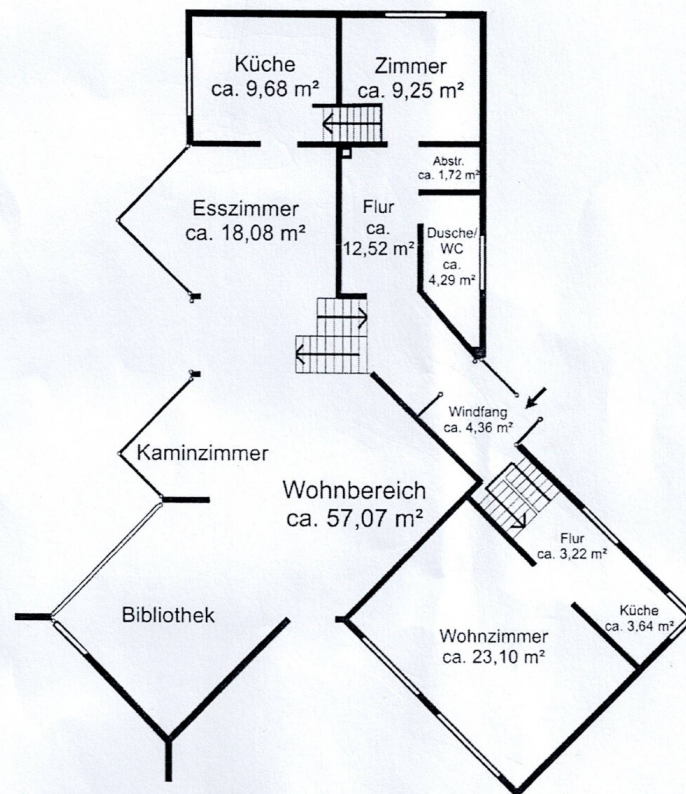 Küche
ca. 9,68 m²
Zimmer
ca. 9,25 m²
Abstr.
ca. 1,72 m²
Esszimmer
ca. 18,08 m²
Flur
ca.
12,52 m²
Dusche/
WC
ca.
4,29 m²
Windfang
ca. 4,36 m²
Kaminzimmer
Wohnbereich
ca. 57,07 m²
Flur
ca. 3,22 m²
Bibliothek
Küche
ca. 3,64 m²
Wohnzimmer
ca. 23,10 m²